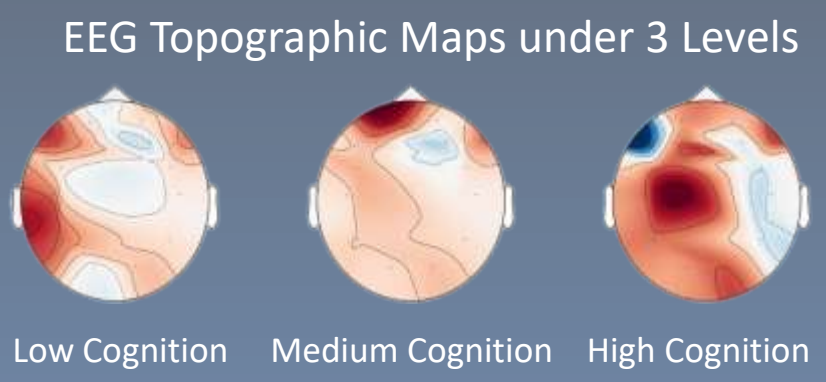 EEG Topographic Maps under 3 Levels
Low Cognition
Medium Cognition
High Cognition